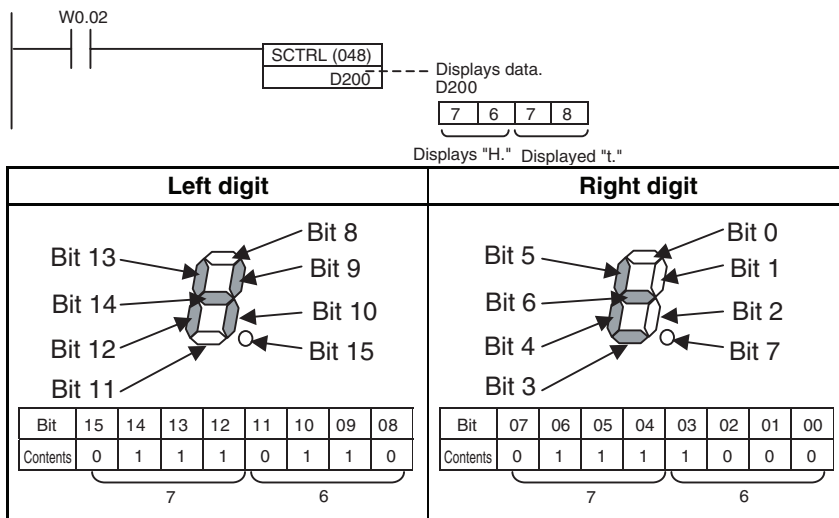 W0.02
SCTRL (048)
D200
Displays data.
D200
7 6 7 8
Displays "H." Displayed "t."
Left digit
Right digit
Bit 8
Bit 13
Bit 9
Bit 14
Bit 10
Bit 12
Bit 15
Bit 11
Bit 0
Bit 5
Bit 1
Bit 6
Bit 2
Bit 4
Bit 7
Bit 3
Bit 15 14 13 12 11 10 09 08
Contents 0 1 1 1 0 1 1 0
7 6
Bit 07 06 05 04 03 02 01 00
Contents 0 1 1 1 1 0 0 0
7 6